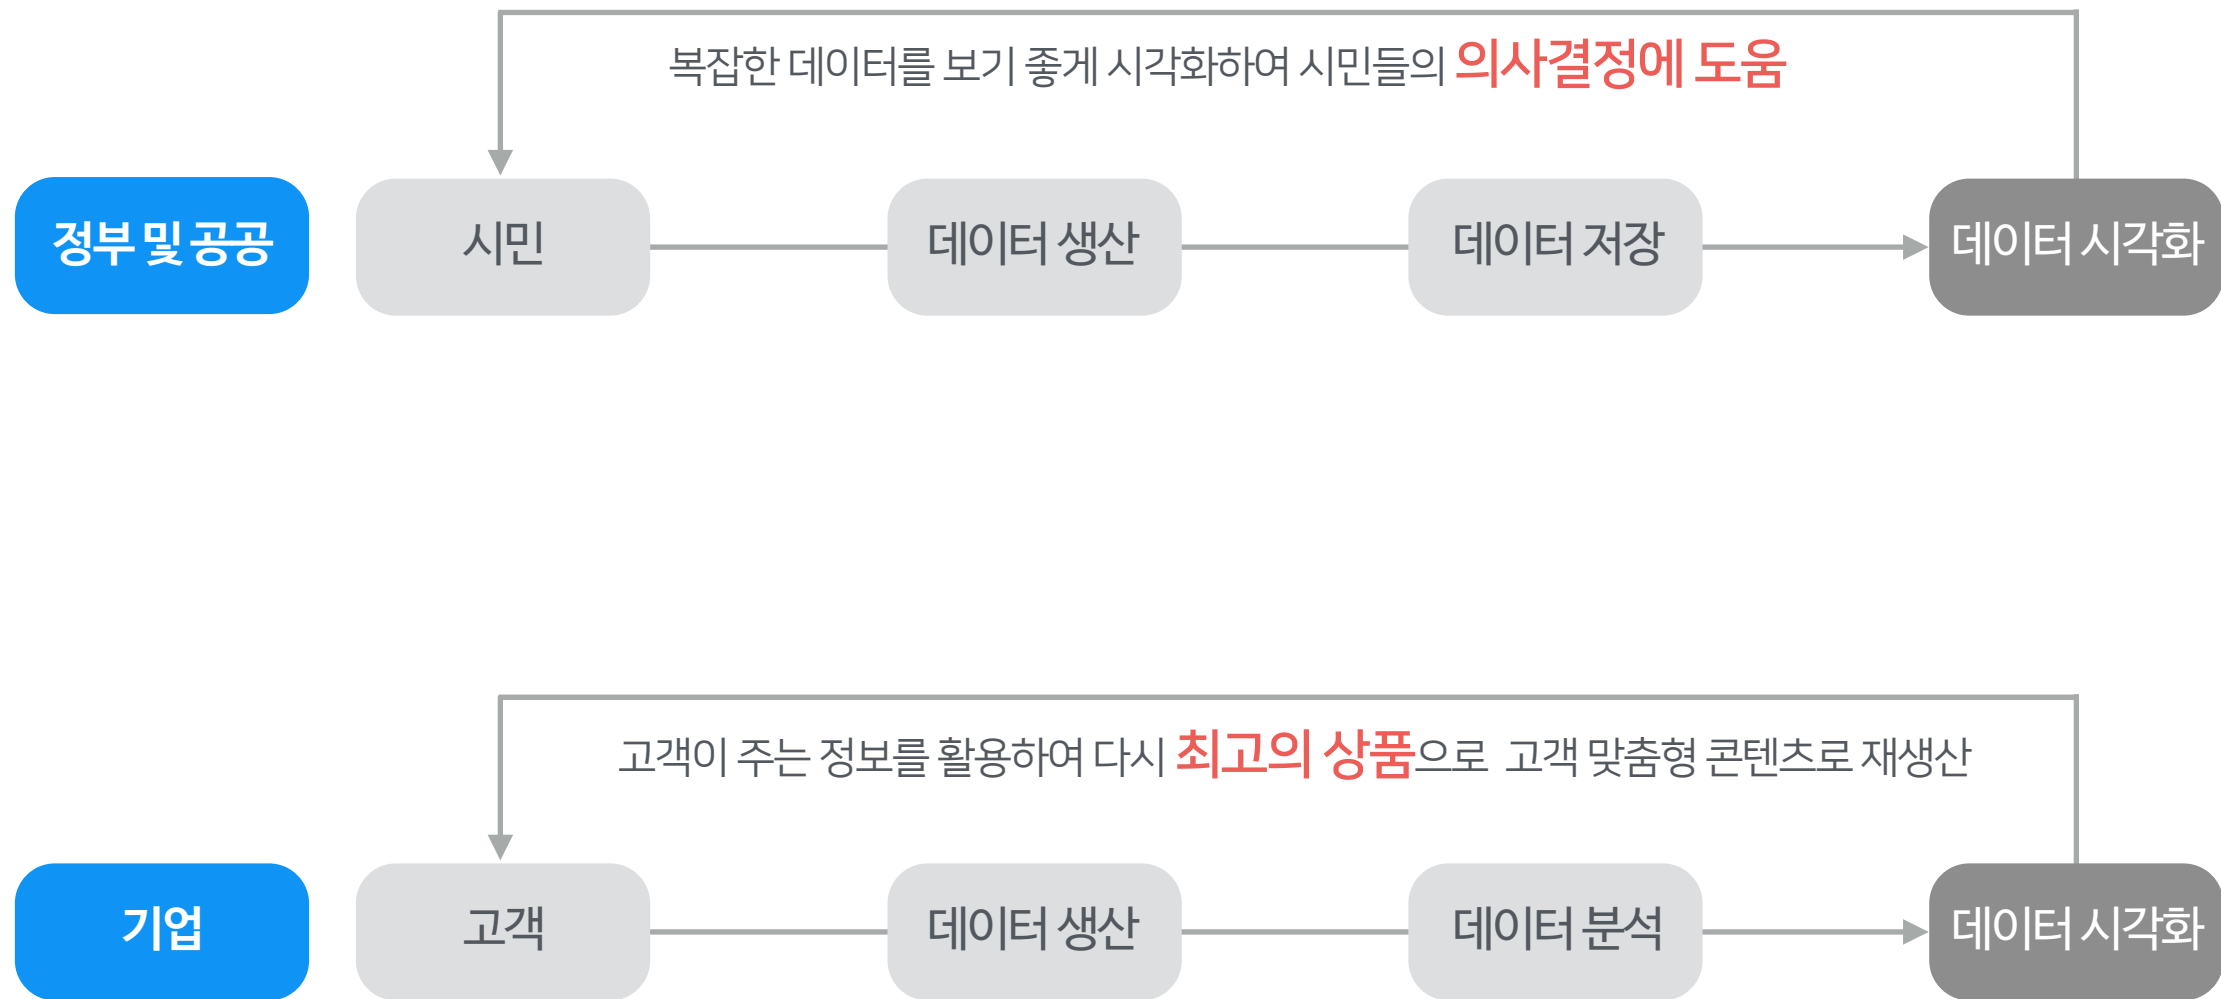 복잡한 데이터를 보기 좋게 시각화하여 시민들의 의사결정에 도움
정부 및 공공
시민
데이터 생산
데이터 저장
데이터 시각화
고객이 주는 정보를 활용하여 다시 최고의 상품으로 고객 맞춤형 콘텐츠로 재생산
기업
고객
데이터 생산
데이터 분석
데이터 시각화